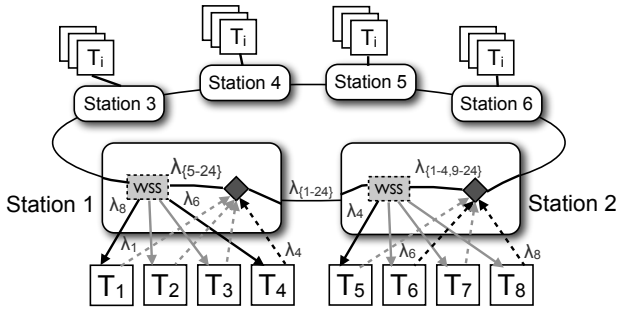 Ti
Ti
Ti
Ti
Station 3
Station 4
Station 5
Station 6
Station 1
WSS
λ{5-24}
λ8
λ6
λ1
λ4
λ{1-24}
WSS
λ{1-4,9-24}
λ4
λ6
λ8
Station 2
T1
T2
T3
T4
T5
T6
T7
T8